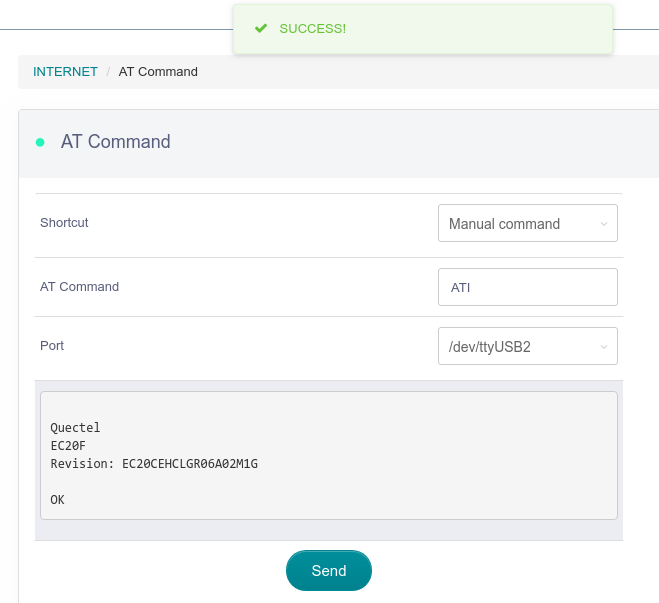 SUCCESS!
INTERNET / AT Command
AT Command
Shortcut
Manual command
AT Command
ATI
Port
/dev/ttyUSB2
Quectel
EC20F
Revision: EC20CEHCLGR06A02M1G
OK
Send